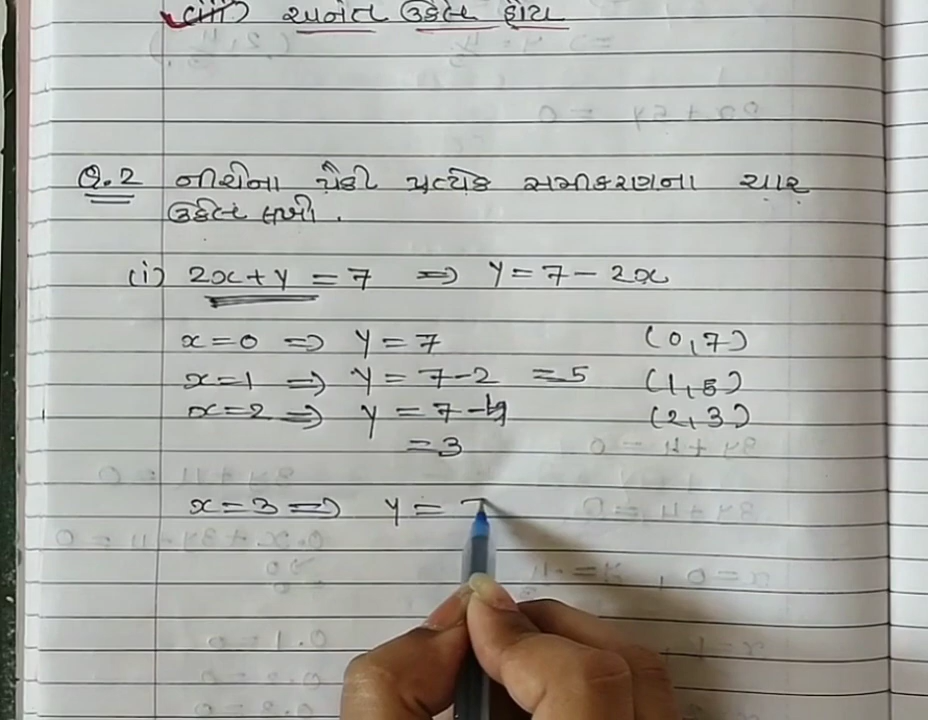 (iii) અનંત ઉકેલ હોય
Q.2 નીચેના પૈકી પ્રત્યેક સમીકરણના ચાર
ઉકેલ લખો.
(i) 2x+y = 7 => y = 7 - 2x
x = 0 => y = 7 (0,7)
x = 1 => y = 7-2 = 5 (1,5)
x = 2 => y = 7-4 (2,3)
= 3
x = 3 => y = 7